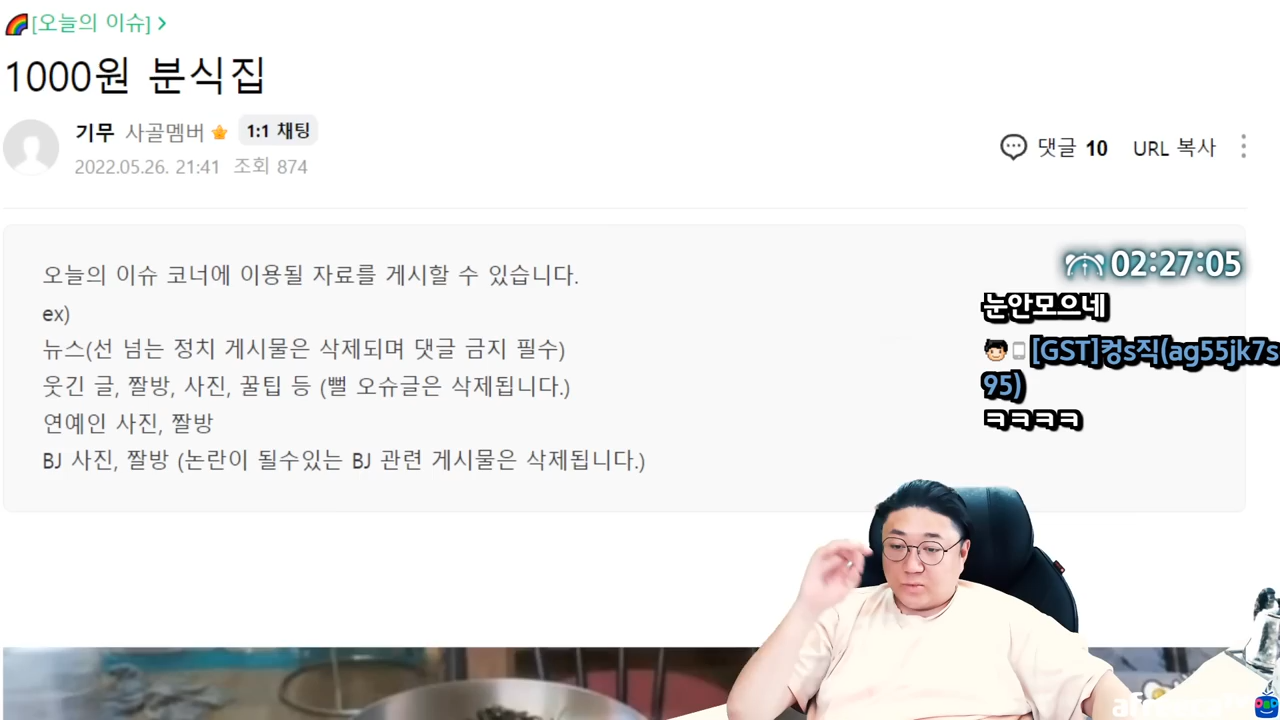 [오늘의 이슈] >
1000원 분식집
기무 사골멤버 1:1 채팅
2022.05.26. 21:41 조회 874
댓글 10 URL 복사
오늘의 이슈 코너에 이용될 자료를 게시할 수 있습니다.
ex)
뉴스(선 넘는 정치 게시물은 삭제되며 댓글 금지 필수)
웃긴 글, 짤방, 사진, 꿀팁 등 (뻘 오슈글은 삭제됩니다.)
연예인 사진, 짤방
BJ 사진, 짤방 (논란이 될수있는 BJ 관련 게시물은 삭제됩니다.)
02:27:05
눈안모으네
[GST]컹s직(ag55jk7s
95)
ㅋㅋㅋㅋ